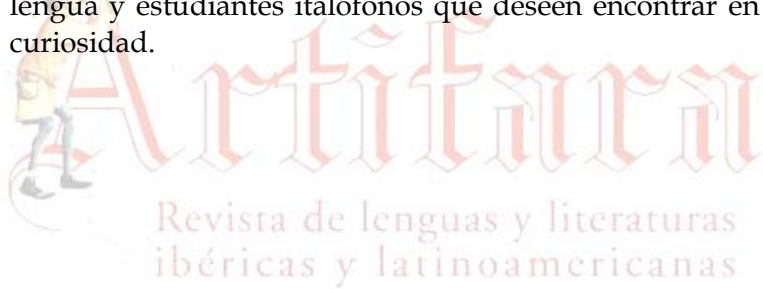 lengua y estudiantes italófonos que deseen encontrar en
curiosidad.
Artifara
Revista de lenguas y literaturas
ibéricas y latinoamericanas